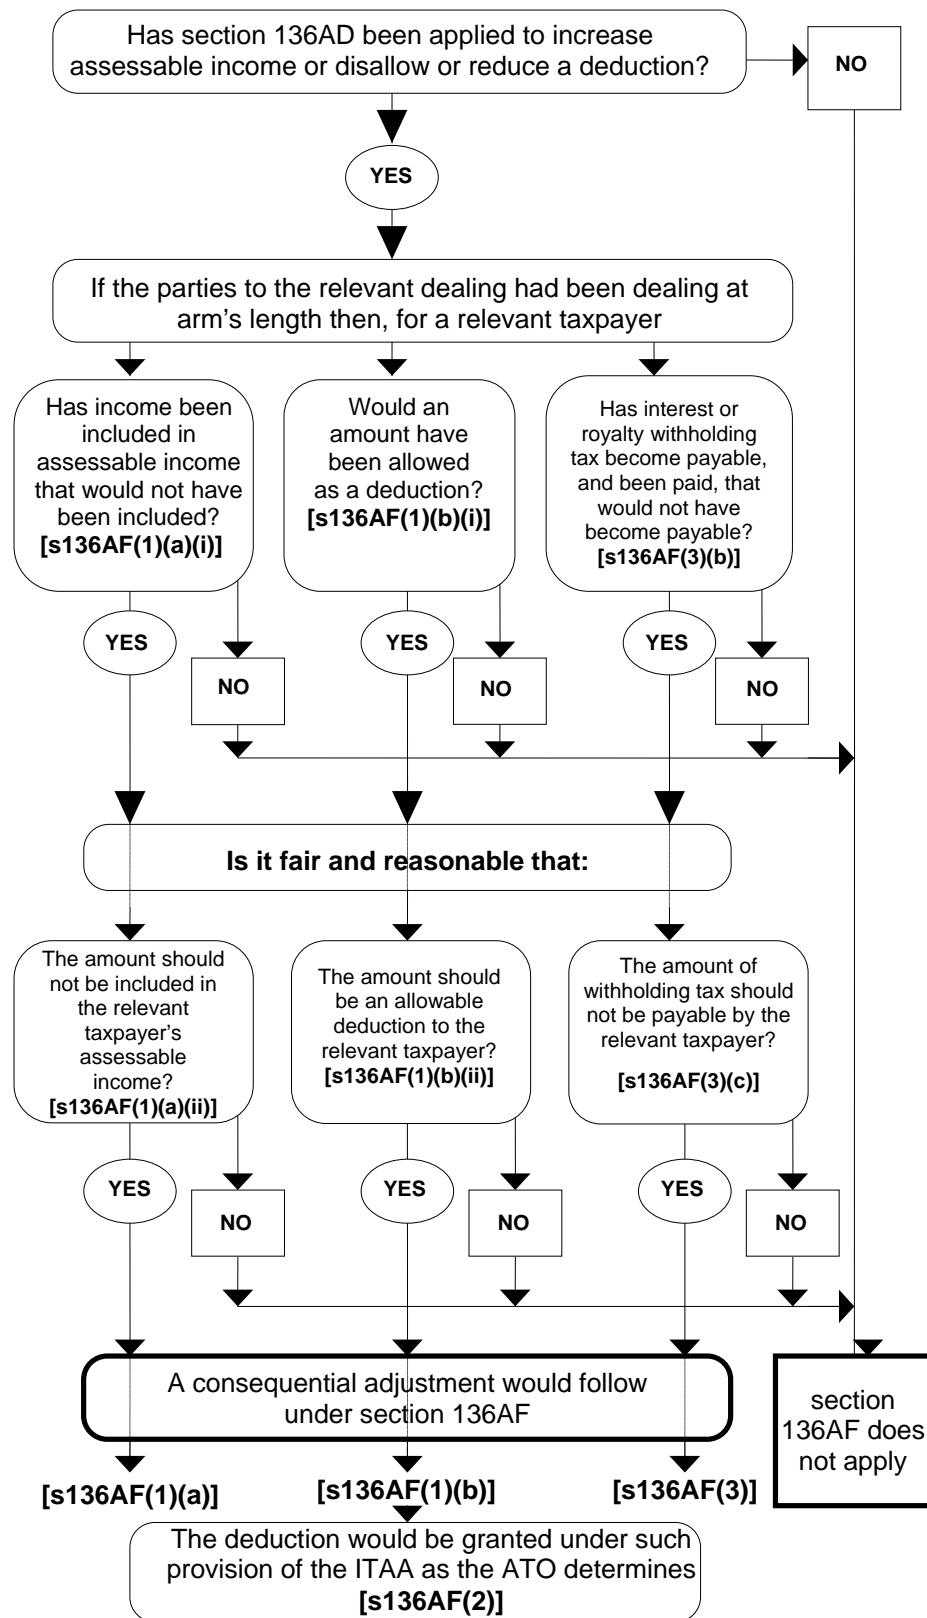 Has section 136AD been applied to increase
assessable income or disallow or reduce a deduction?
NO
YES
If the parties to the relevant dealing had been dealing at
arm's length then, for a relevant taxpayer
Has income been
included in
assessable income
that would not have
been included?
[s136AF(1)(a)(i)]
Would an
amount have
been allowed
as a deduction?
[s136AF(1)(b)(i)]
Has interest or
royalty withholding
tax become payable,
and been paid, that
would not have
become payable?
[s136AF(3)(b)]
YES
NO
YES
NO
YES
NO
Is it fair and reasonable that:
The amount should
not be included in
the relevant
taxpayer's
assessable
income?
[s136AF(1)(a)(ii)]
The amount should
be an allowable
deduction to the
relevant taxpayer?
[s136AF(1)(b)(ii)]
The amount of
withholding tax should
not be payable by the
relevant taxpayer?
[s136AF(3)(c)]
YES
NO
YES
NO
YES
NO
A consequential adjustment would follow
under section 136AF
section
136AF does
not apply
[s136AF(1)(a)]
[s136AF(1)(b)]
[s136AF(3)]
The deduction would be granted under such
provision of the ITAA as the ATO determines
[s136AF(2)]